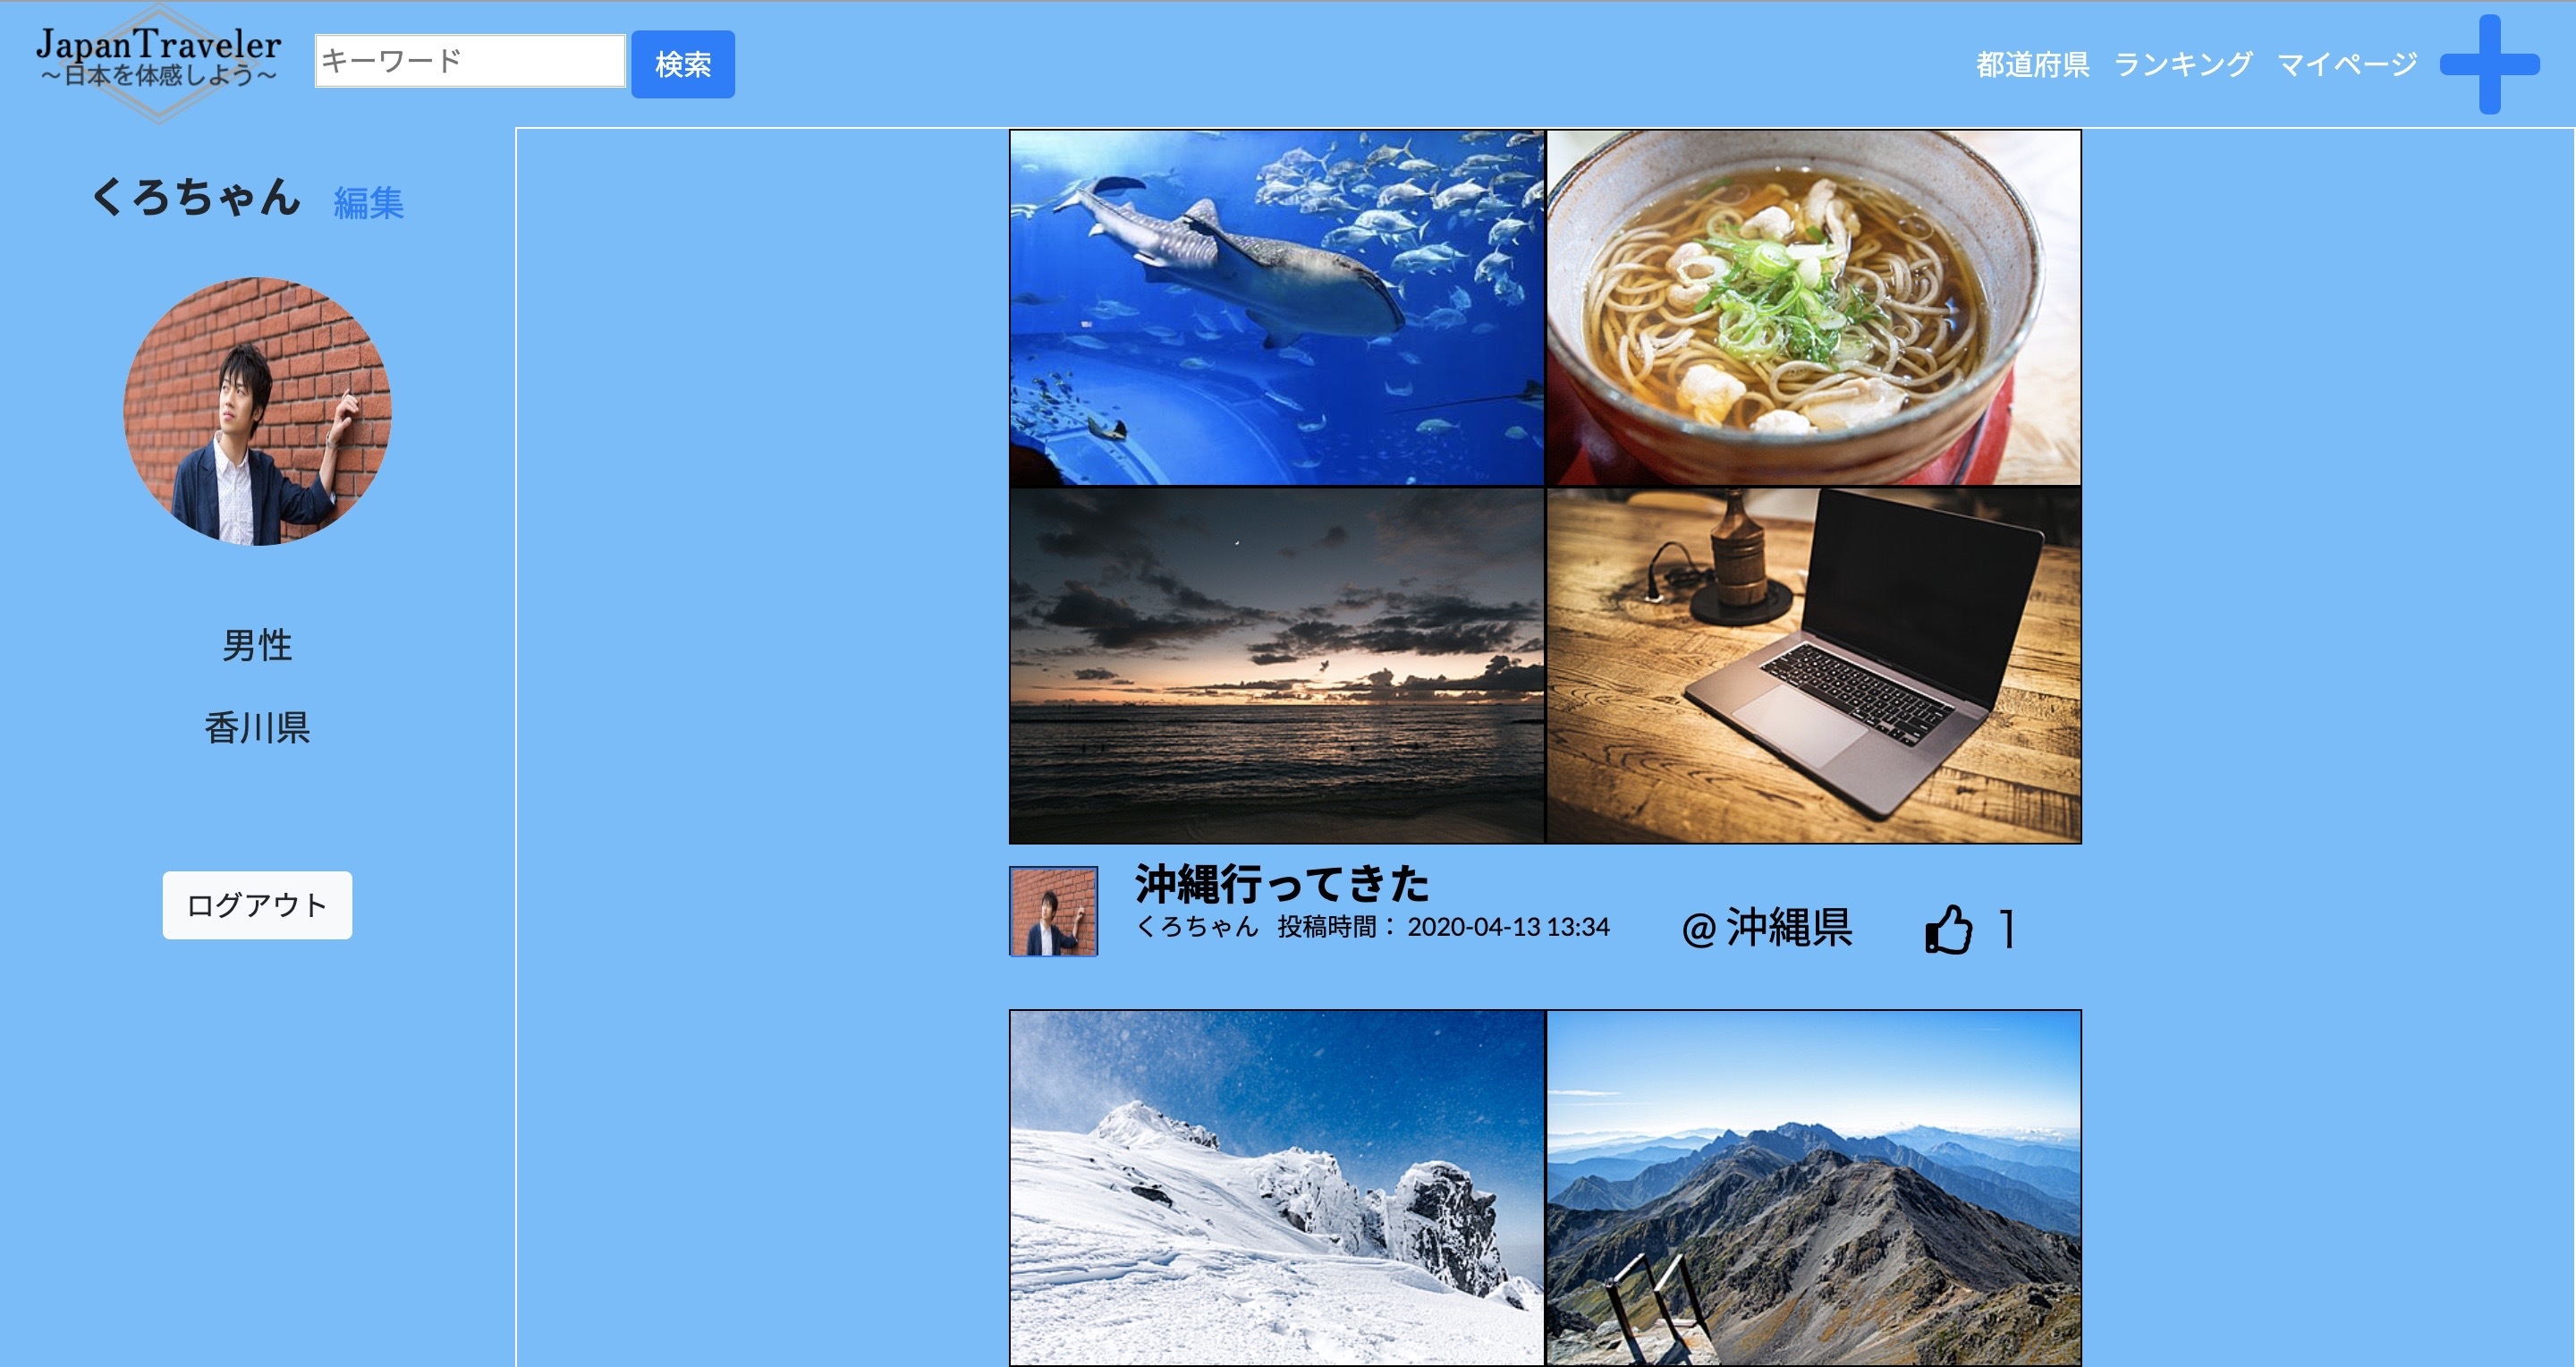 JapanTraveler
～日本を体感しよう～
キーワード
検索
都道府県 ランキング マイページ
くろちゃん 編集
男性
香川県
ログアウト
沖縄行ってきた
くろちゃん 投稿時間： 2020-04-13 13:34
@ 沖縄県
1